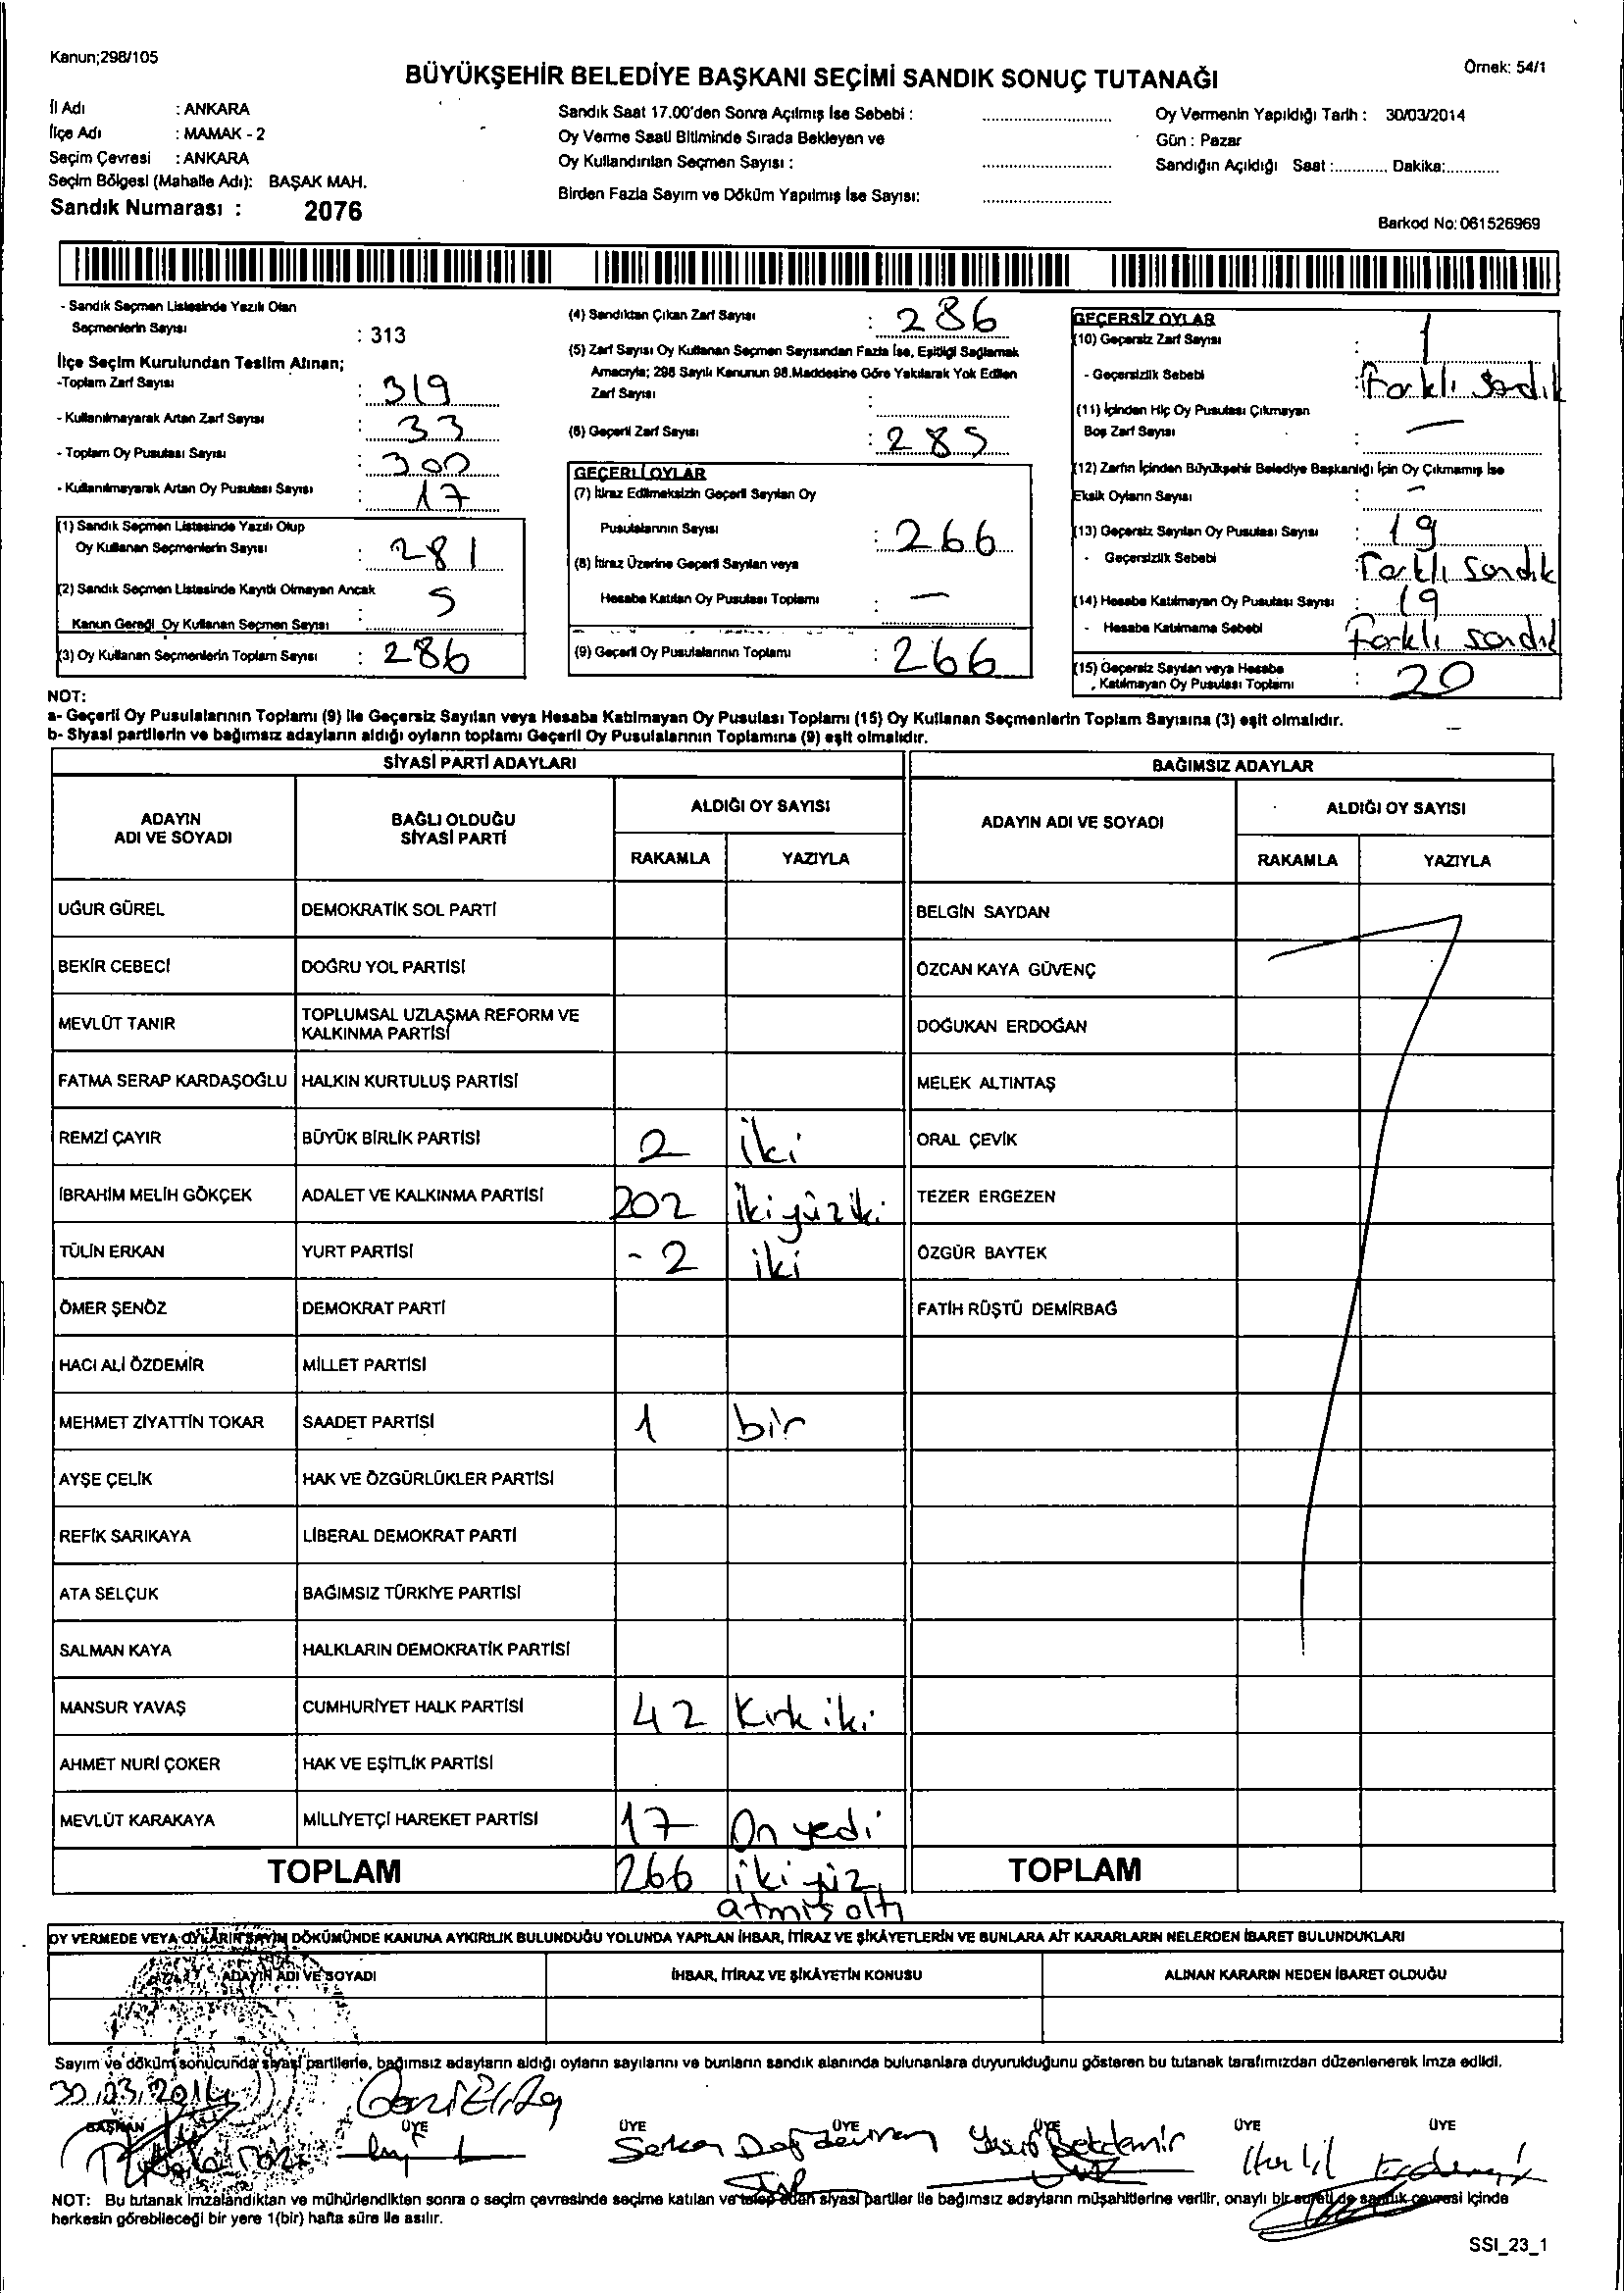 Kanun;298/105
Örnek: 54/1
BÜYÜKŞEHİR BELEDİYE BAŞKANI SEÇİMİ SANDIK SONUÇ TUTANAĞI
İl Adı : ANKARA
İlçe Adı : MAMAK - 2
Seçim Çevresi : ANKARA
Seçim Bölgesi (Mahalle Adı): BAŞAK MAH.
Sandık Numarası : 2076
Sandık Saat 17.00'den Sonra Açılmış İse Sebebi :
Oy Verme Saati Bitiminde Sırada Bekleyen ve
Oy Kullandırılan Seçmen Sayısı :
Birden Fazla Sayım ve Döküm Yapılmış İse Sayısı:
Oy Vermenin Yapıldığı Tarih : 30/03/2014
Gün : Pazar
Sandığın Açıldığı Saat :............ Dakika:............
Barkod No: 061526969
- Sandık Seçmen Listesinde Yazılı Olan
Seçmenlerin Sayısı : 313
İlçe Seçim Kurulundan Teslim Alınan;
-Toplam Zarf Sayısı : 319
- Kullanılmayarak Artan Zarf Sayısı : 33
- Toplam Oy Pusulası Sayısı : 300
- Kullanılmayarak Artan Oy Pusulası Sayısı : 17
(1) Sandık Seçmen Listesinde Yazılı Olup
Oy Kullanan Seçmenlerin Sayısı : 281
(2) Sandık Seçmen Listesinde Kayıtlı Olmayan Ancak
Kanun Gereği Oy Kullanan Seçmen Sayısı : 5
(3) Oy Kullanan Seçmenlerin Toplam Sayısı : 286
(4) Sandıktan Çıkan Zarf Sayısı : 286
(5) Zarf Sayısı Oy Kullanan Seçmen Sayısından Fazla İse, Eşitliği Sağlamak
Amacıyla; 298 Sayılı Kanunun 98.Maddesine Göre Yakılarak Yok Edilen
Zarf Sayısı :
(6) Geçerli Zarf Sayısı : 285
GEÇERLİ OYLAR
(7) İtiraz Edilmeksizin Geçerli Sayılan Oy
Pusulalarının Sayısı : 266
(8) İtiraz Üzerine Geçerli Sayılan veya
Hesaba Katılan Oy Pusulası Toplamı : —
(9) Geçerli Oy Pusulalarının Toplamı : 266
GEÇERSİZ OYLAR
(10) Geçersiz Zarf Sayısı : 1
- Geçersizlik Sebebi : Farklı Sandık
(11) İçinden Hiç Oy Pusulası Çıkmayan
Boş Zarf Sayısı : —
(12) Zarfın İçinden Büyükşehir Belediye Başkanlığı İçin Oy Çıkmamış İse
Eksik Oyların Sayısı : —
(13) Geçersiz Sayılan Oy Pusulası Sayısı : 19
- Geçersizlik Sebebi : Farklı Sandık
(14) Hesaba Katılmayan Oy Pusulası Sayısı : 19
- Hesaba Katılmama Sebebi Farklı sandık
(15) Geçersiz Sayılan veya Hesaba
Katılmayan Oy Pusulası Toplamı : 20
NOT:
a- Geçerli Oy Pusulalarının Toplamı (9) ile Geçersiz Sayılan veya Hesaba Katılmayan Oy Pusulası Toplamı (15) Oy Kullanan Seçmenlerin Toplam Sayısına (3) eşit olmalıdır.
b- Siyasi partilerin ve bağımsız adayların aldığı oyların toplamı Geçerli Oy Pusulalarının Toplamına (9) eşit olmalıdır.
SİYASİ PARTİ ADAYLARI
ADAYIN ADI VE SOYADI
BAĞLI OLDUĞU SİYASİ PARTİ
ALDIĞI OY SAYISI
RAKAMLA YAZIYLA
UĞUR GÜREL DEMOKRATİK SOL PARTİ
BEKİR CEBECİ DOĞRU YOL PARTİSİ
MEVLÜT TANIR TOPLUMSAL UZLAŞMA REFORM VE KALKINMA PARTİSİ
FATMA SERAP KARDAŞOĞLU HALKIN KURTULUŞ PARTİSİ
REMZİ ÇAYIR BÜYÜK BİRLİK PARTİSİ 2 iki
İBRAHİM MELİH GÖKÇEK ADALET VE KALKINMA PARTİSİ 202 ikiyüziki
TÜLİN ERKAN YURT PARTİSİ - 2 iki
ÖMER ŞENÖZ DEMOKRAT PARTİ
HACI ALİ ÖZDEMİR MİLLET PARTİSİ
MEHMET ZİYATTİN TOKAR SAADET PARTİSİ 1 bir
AYŞE ÇELİK HAK VE ÖZGÜRLÜKLER PARTİSİ
REFİK SARIKAYA LİBERAL DEMOKRAT PARTİ
ATA SELÇUK BAĞIMSIZ TÜRKİYE PARTİSİ
SALMAN KAYA HALKLARIN DEMOKRATİK PARTİSİ
MANSUR YAVAŞ CUMHURİYET HALK PARTİSİ 42 Kırk iki
AHMET NURİ ÇOKER HAK VE EŞİTLİK PARTİSİ
MEVLÜT KARAKAYA MİLLİYETÇİ HAREKET PARTİSİ 17 On yedi
TOPLAM 266 iki yüz
atmış altı
BAĞIMSIZ ADAYLAR
ADAYIN ADI VE SOYADI
ALDIĞI OY SAYISI
RAKAMLA YAZIYLA
BELGİN SAYDAN
ÖZCAN KAYA GÜVENÇ
DOĞUKAN ERDOĞAN
MELEK ALTINTAŞ
ORAL ÇEVİK
TEZER ERGEZEN
ÖZGÜR BAYTEK
FATİH RÜŞTÜ DEMİRBAĞ
TOPLAM
OY VERMEDE VEYA OYLARIN SAYIM DÖKÜMÜNDE KANUNA AYKIRILIK BULUNDUĞU YOLUNDA YAPILAN İHBAR, İTİRAZ VE ŞİKÂYETLERİN VE BUNLARA AİT KARARLARIN NELERDEN İBARET BULUNDUKLARI
ADAYIN ADI VE SOYADI
İHBAR, İTİRAZ VE ŞİKÂYETİN KONUSU
ALINAN KARARIN NEDEN İBARET OLDUĞU
Sayım ve döküm sonucunda siyasi partilerle, bağımsız adayların aldığı oyların sayılarını ve bunların sandık alanında bulunanlara duyurulduğunu gösteren bu tutanak tarafımızdan düzenlenerek imza edildi.
30.03.2014
BAŞKAN ÜYE ÜYE ÜYE ÜYE ÜYE ÜYE
Serkan Değdeviren Yusuf Bekdemir Halil
NOT: Bu tutanak imzalandıktan ve mühürlendikten sonra o seçim çevresinde seçime katılan ve talep eden siyasi partiler ile bağımsız adayların müşahitlerine verilir, onaylı bir sureti de sandık çevresi içinde
herkesin görebileceği bir yere 1(bir) hafta süre ile asılır.
SSI_23_1